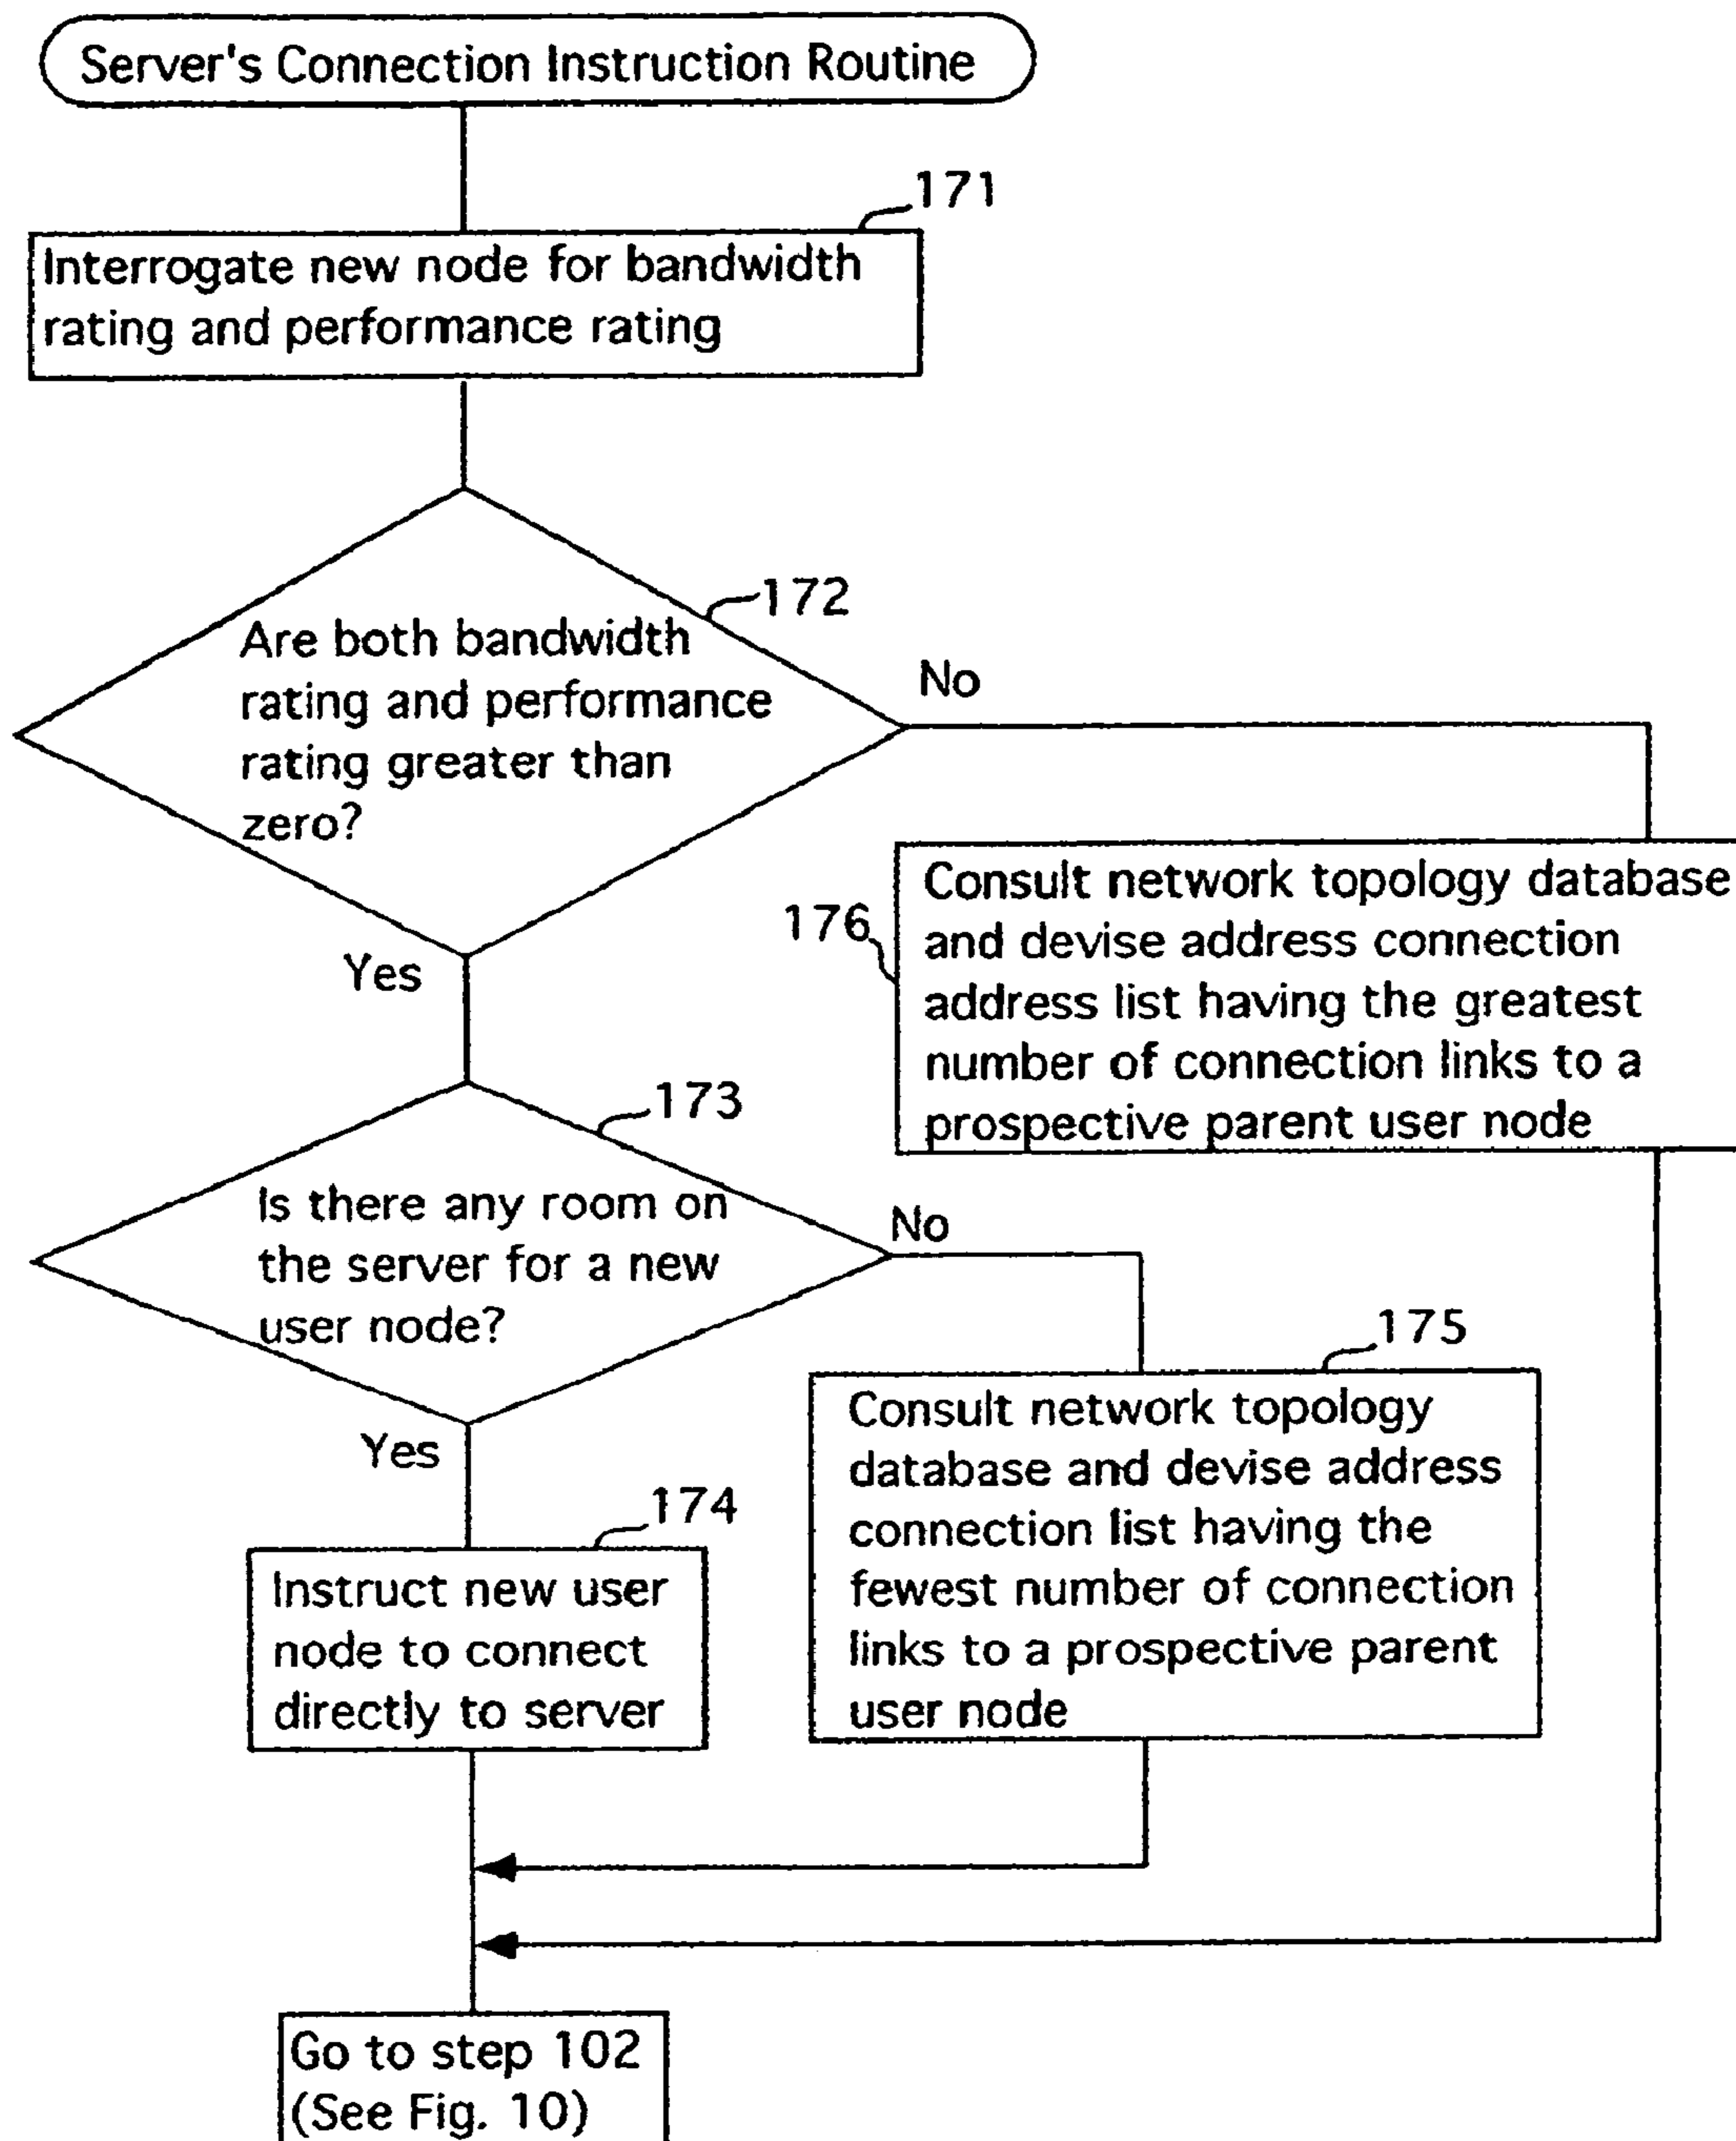 Server's Connection Instruction Routine
171
Interrogate new node for bandwidth
rating and performance rating
172
Are both bandwidth
rating and performance
rating greater than
zero?
No
Yes
176
Consult network topology database
and devise address connection
address list having the greatest
number of connection links to a
prospective parent user node
173
Is there any room on
the server for a new
user node?
No
Yes
175
Consult network topology
database and devise address
connection list having the
fewest number of connection
links to a prospective parent
user node
174
Instruct new user
node to connect
directly to server
Go to step 102
(See Fig. 10)